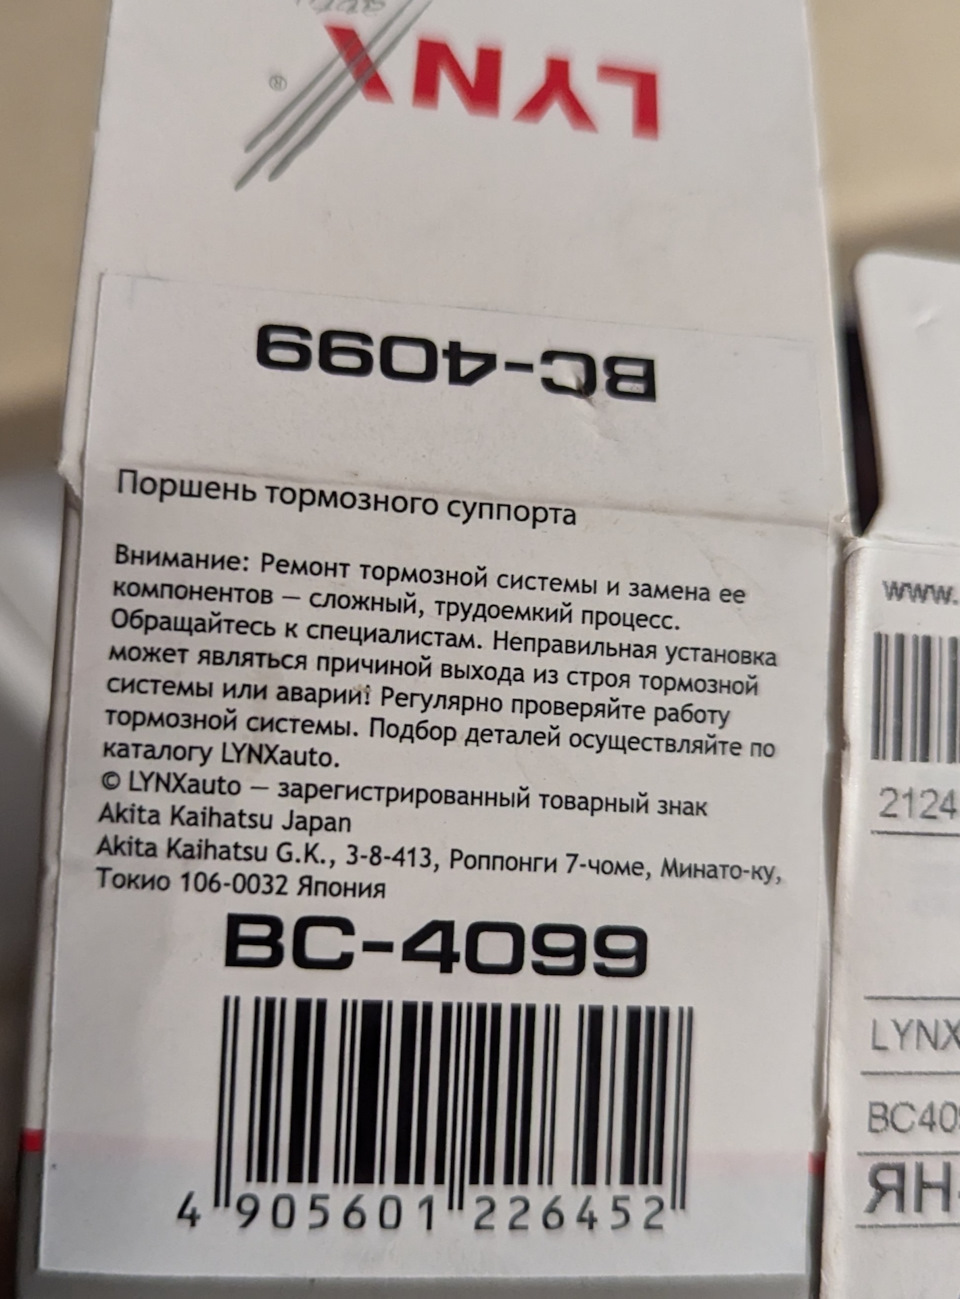 LYNX
®
BC-4099
Поршень тормозного суппорта
Внимание: Ремонт тормозной системы и замена ее
компонентов — сложный, трудоемкий процесс.
Обращайтесь к специалистам. Неправильная установка
может являться причиной выхода из строя тормозной
системы или аварии! Регулярно проверяйте работу
тормозной системы. Подбор деталей осуществляйте по
каталогу LYNXauto.
© LYNXauto — зарегистрированный товарный знак
Akita Kaihatsu Japan
Akita Kaihatsu G.K., 3-8-413, Роппонги 7-чоме, Минато-ку,
Токио 106-0032 Япония
BC-4099
4 905601 226452
www.
2124
LYNX
BC40
ЯН